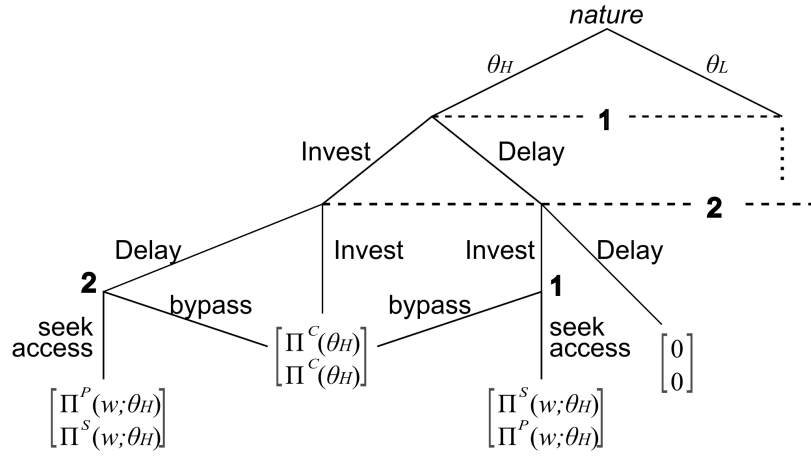 nature
θH
θL
1
Invest
Delay
2
Delay
Invest
Invest
Delay
2
bypass
bypass
1
seek
access
seek
access
Π^C(θH)
Π^C(θH)
0
0
Π^P(w;θH)
Π^S(w;θH)
Π^S(w;θH)
Π^P(w;θH)